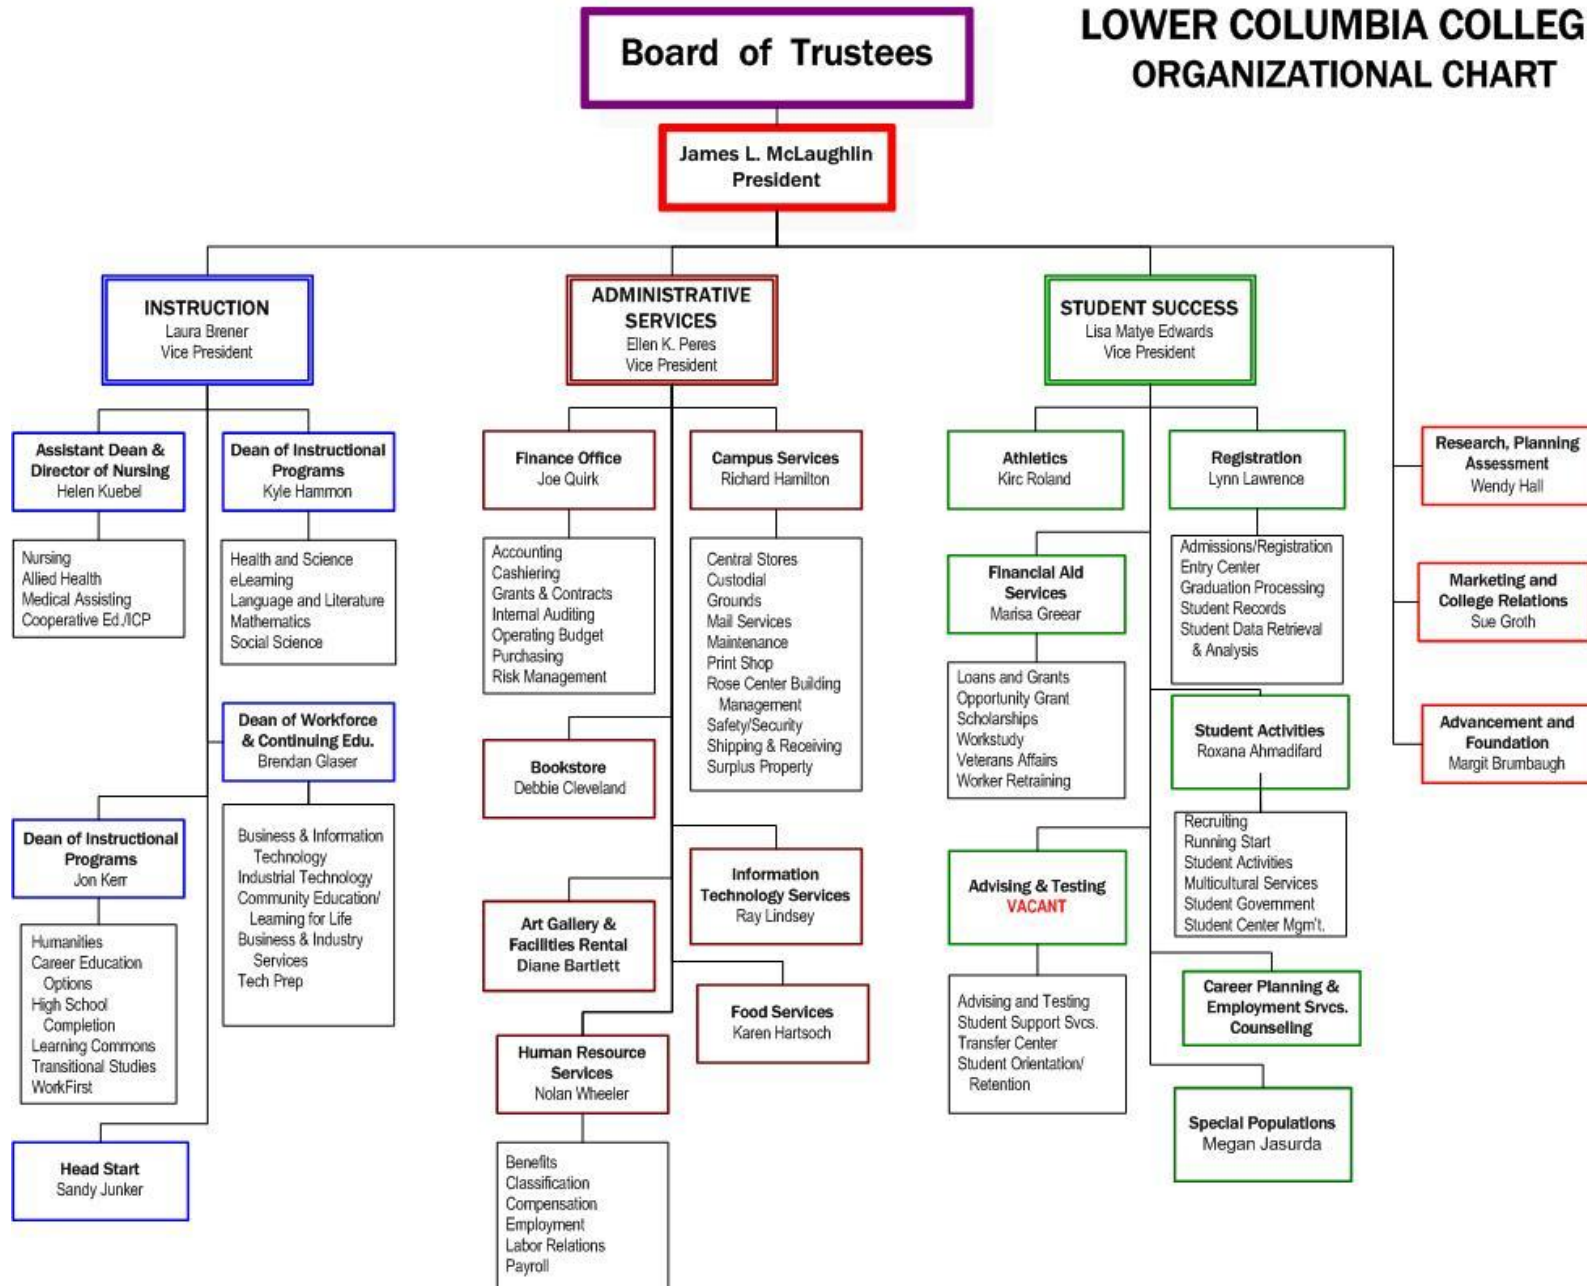 LOWER COLUMBIA COLLEG
ORGANIZATIONAL CHART
Board of Trustees
James L. McLaughlin
President
INSTRUCTION
Laura Brener
Vice President
ADMINISTRATIVE
SERVICES
Ellen K. Peres
Vice President
STUDENT SUCCESS
Lisa Matye Edwards
Vice President
Assistant Dean &
Director of Nursing
Helen Kuebel
Nursing
Allied Health
Medical Assisting
Cooperative Ed./ICP
Dean of Instructional
Programs
Kyle Hammon
Health and Science
eLearning
Language and Literature
Mathematics
Social Science
Dean of Workforce
& Continuing Edu.
Brendan Glaser
Business & Information
Technology
Industrial Technology
Community Education/
Learning for Life
Business & Industry
Services
Tech Prep
Dean of Instructional
Programs
Jon Kerr
Humanities
Career Education
Options
High School
Completion
Learning Commons
Transitional Studies
WorkFirst
Head Start
Sandy Junker
Finance Office
Joe Quirk
Accounting
Cashiering
Grants & Contracts
Internal Auditing
Operating Budget
Purchasing
Risk Management
Campus Services
Richard Hamilton
Central Stores
Custodial
Grounds
Mail Services
Maintenance
Print Shop
Rose Center Building
Management
Safety/Security
Shipping & Receiving
Surplus Property
Bookstore
Debbie Cleveland
Information
Technology Services
Ray Lindsey
Art Gallery &
Facilities Rental
Diane Bartlett
Food Services
Karen Hartsoch
Human Resource
Services
Nolan Wheeler
Benefits
Classification
Compensation
Employment
Labor Relations
Payroll
Athletics
Kirc Roland
Registration
Lynn Lawrence
Admissions/Registration
Entry Center
Graduation Processing
Student Records
Student Data Retrieval
& Analysis
Financial Aid
Services
Marisa Greear
Loans and Grants
Opportunity Grant
Scholarships
Workstudy
Veterans Affairs
Worker Retraining
Student Activities
Roxana Ahmadifard
Recruiting
Running Start
Student Activities
Multicultural Services
Student Government
Student Center Mgm't.
Advising & Testing
VACANT
Advising and Testing
Student Support Svcs.
Transfer Center
Student Orientation/
Retention
Career Planning &
Employment Srvcs.
Counseling
Special Populations
Megan Jasurda
Research, Planning
Assessment
Wendy Hall
Marketing and
College Relations
Sue Groth
Advancement and
Foundation
Margit Brumbaugh